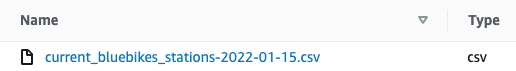 Name Type
current_bluebikes_stations-2022-01-15.csv csv